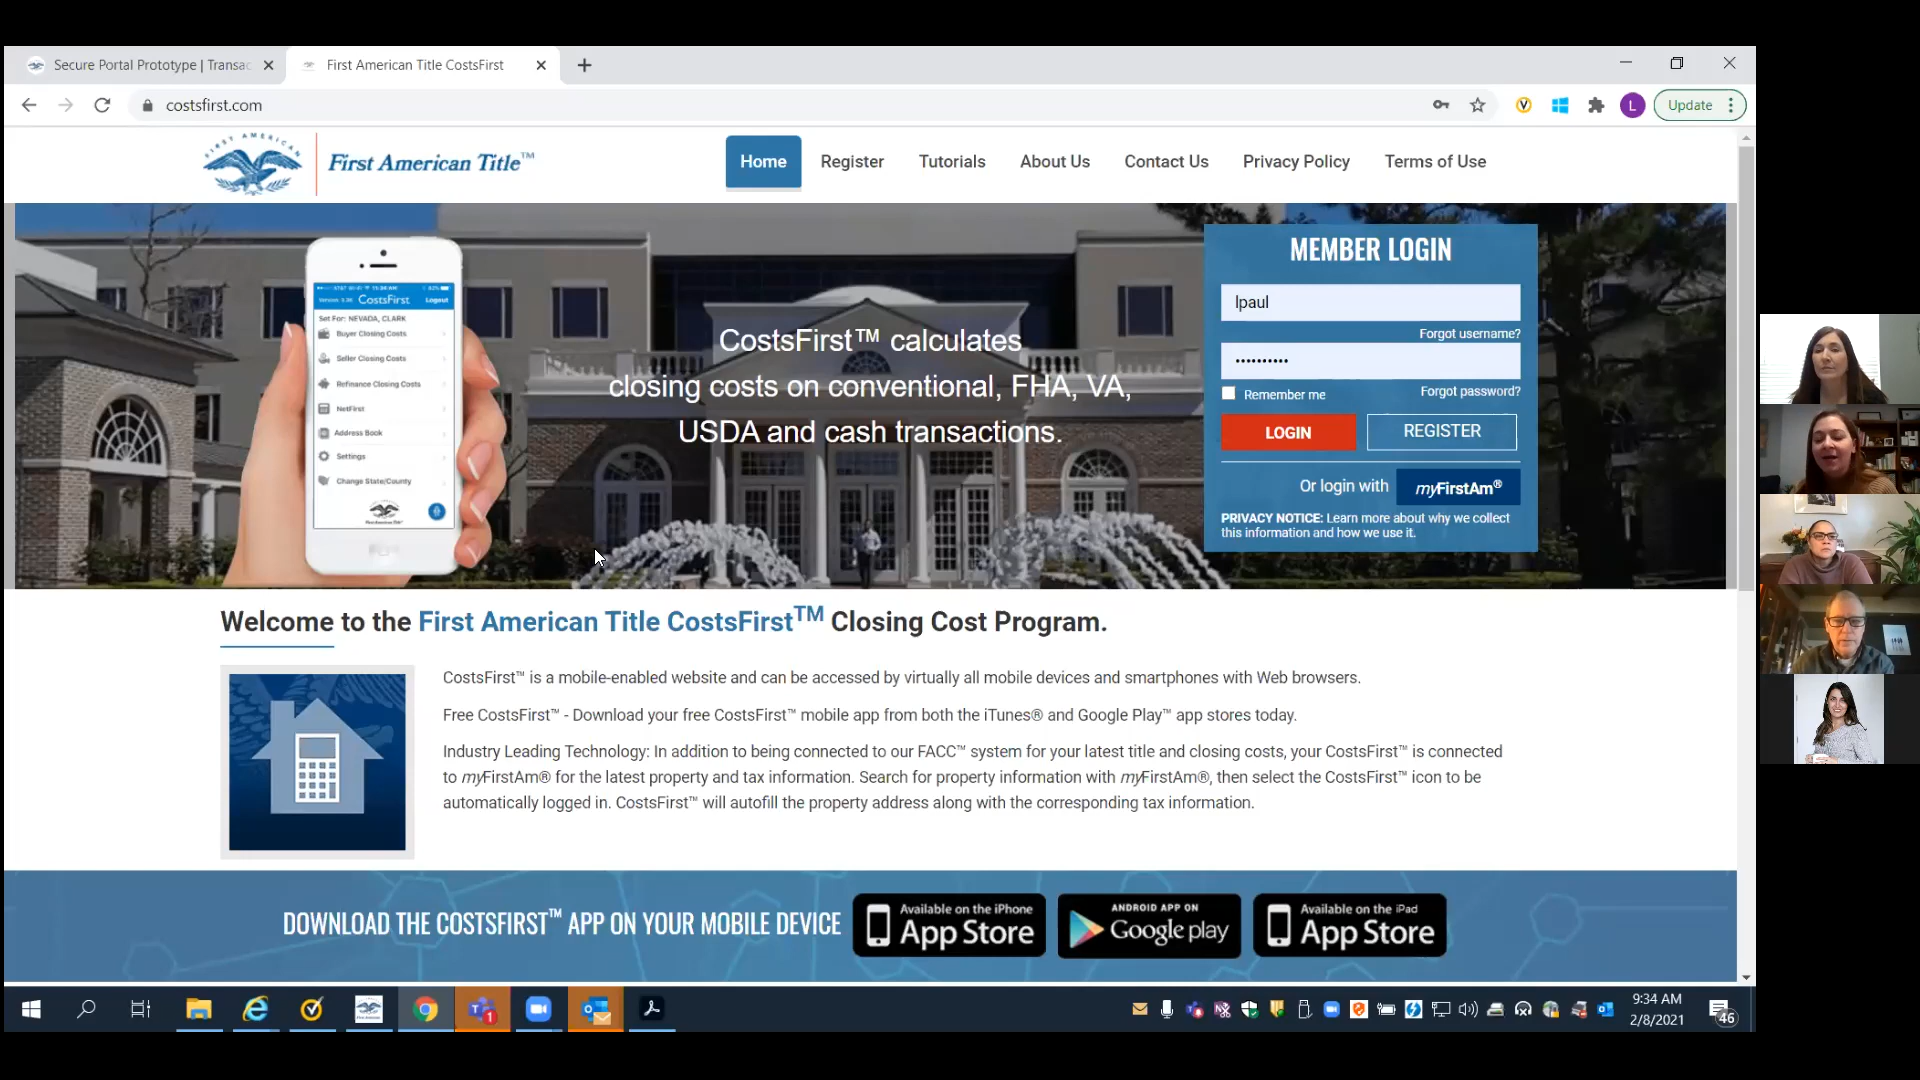 Secure Portal Prototype | Transac
First American Title CostsFirst
costsfirst.com
L
Update
FIRST AMERICAN
First American Title™
Home
Register
Tutorials
About Us
Contact Us
Privacy Policy
Terms of Use
CostsFirst
Logout
Set For: NEVADA, CLARK
Buyer Closing Costs
Seller Closing Costs
Refinance Closing Costs
NetFirst
Address Book
Settings
Change State/County
CostsFirst™ calculates
closing costs on conventional, FHA, VA,
USDA and cash transactions.
MEMBER LOGIN
lpaul
Forgot username?
••••••••••
Remember me
Forgot password?
LOGIN
REGISTER
Or login with
myFirstAm®
PRIVACY NOTICE: Learn more about why we collect
this information and how we use it.
Welcome to the First American Title CostsFirst™ Closing Cost Program.
CostsFirst™ is a mobile-enabled website and can be accessed by virtually all mobile devices and smartphones with Web browsers.
Free CostsFirst™ - Download your free CostsFirst™ mobile app from both the iTunes® and Google Play™ app stores today.
Industry Leading Technology: In addition to being connected to our FACC™ system for your latest title and closing costs, your CostsFirst™ is connected
to myFirstAm® for the latest property and tax information. Search for property information with myFirstAm®, then select the CostsFirst™ icon to be
automatically logged in. CostsFirst™ will autofill the property address along with the corresponding tax information.
DOWNLOAD THE COSTSFIRST™ APP ON YOUR MOBILE DEVICE
Available on the iPhone
App Store
ANDROID APP ON
Google play
Available on the iPad
App Store
1
9:34 AM
2/8/2021
46